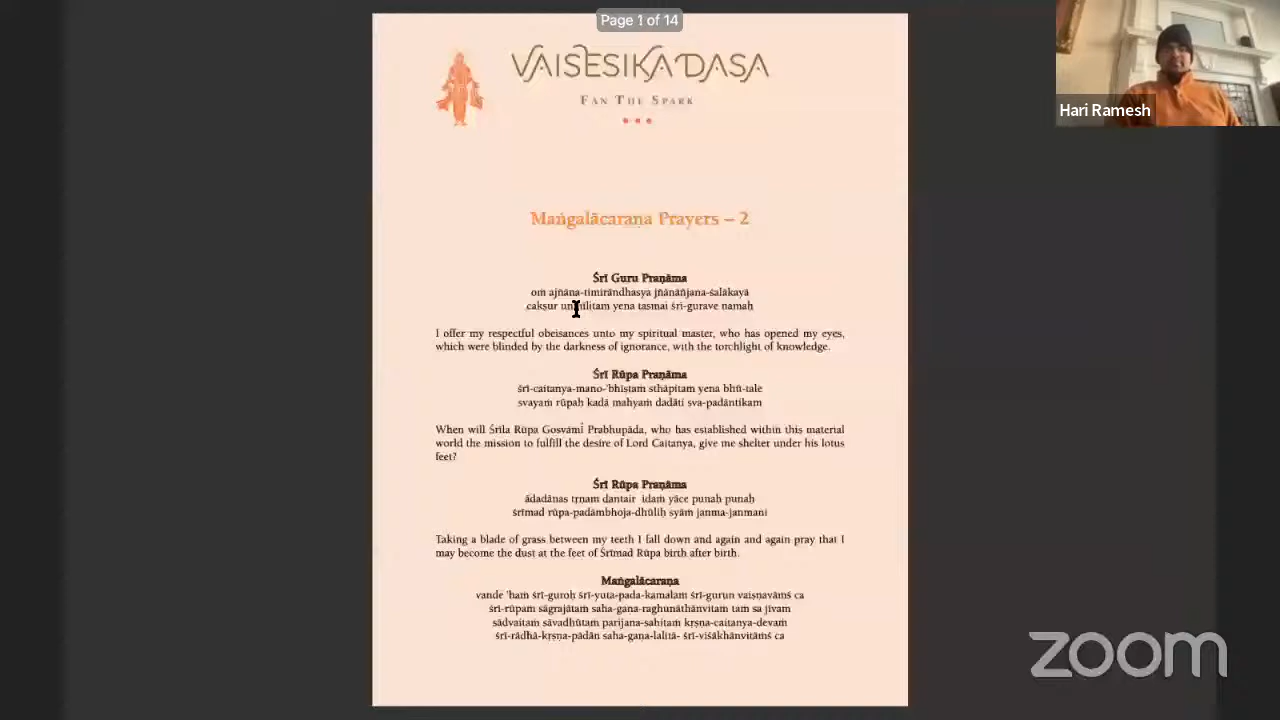 Page 1 of 14
VAISESIKA DASA
FAN THE SPARK
Hari Ramesh
Maṅgalācaraṇa Prayers – 2
Śrī Guru Praṇāma
oṁ ajñāna-timirāndhasya jñānāñjana-śalākayā
cakṣur unmīlitaṁ yena tasmai śrī-gurave namaḥ
I offer my respectful obeisances unto my spiritual master, who has opened my eyes,
which were blinded by the darkness of ignorance, with the torchlight of knowledge.
Śrī Rūpa Praṇāma
śrī-caitanya-mano-'bhīṣṭaṁ sthāpitaṁ yena bhū-tale
svayaṁ rūpaḥ kadā mahyaṁ dadāti sva-padāntikam
When will Śrīla Rūpa Gosvāmī Prabhupāda, who has established within this material
world the mission to fulfill the desire of Lord Caitanya, give me shelter under his lotus
feet?
Śrī Rūpa Praṇāma
ādadānas tṛṇaṁ dantair idaṁ yāce punaḥ punaḥ
śrīmad rūpa-padāmbhoja-dhūliḥ syāṁ janma-janmani
Taking a blade of grass between my teeth I fall down and again and again pray that I
may become the dust at the feet of Śrīmad Rūpa birth after birth.
Maṅgalācaraṇa
vande 'haṁ śrī-guroḥ śrī-yuta-pada-kamalaṁ śrī-gurun vaiṣṇavāṁś ca
śrī-rūpaṁ sāgrajātaṁ saha-gaṇa-raghunāthānvitaṁ taṁ sa jīvam
sādvaitaṁ sāvadhūtaṁ parijana-sahitaṁ kṛṣṇa-caitanya-devaṁ
śrī-rādhā-kṛṣṇa-pādān saha-gaṇa-lalitā- śrī-viśākhānvitāṁś ca
zoom